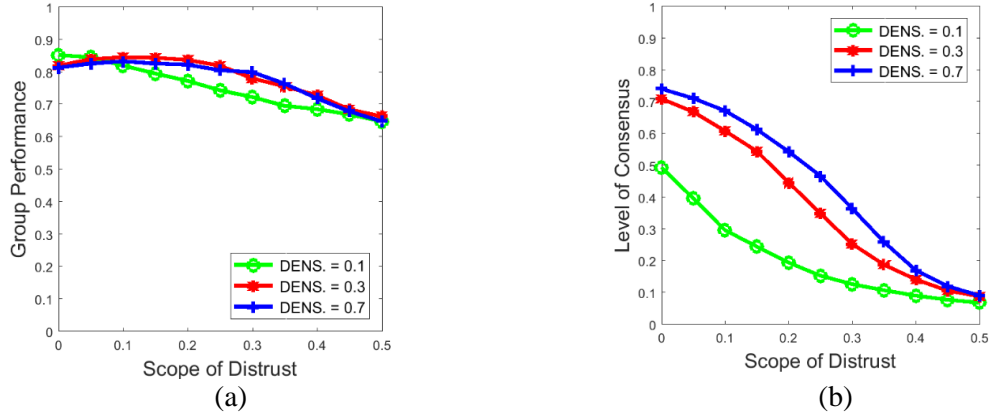 1
0.9
0.8
0.7
0.6
0.5
0.4
0.3
0.2
0.1
0
Group Performance
DENS. = 0.1
DENS. = 0.3
DENS. = 0.7
0 0.1 0.2 0.3 0.4 0.5
Scope of Distrust
(a)
1
0.9
0.8
0.7
0.6
0.5
0.4
0.3
0.2
0.1
0
Level of Consensus
DENS. = 0.1
DENS. = 0.3
DENS. = 0.7
0 0.1 0.2 0.3 0.4 0.5
Scope of Distrust
(b)